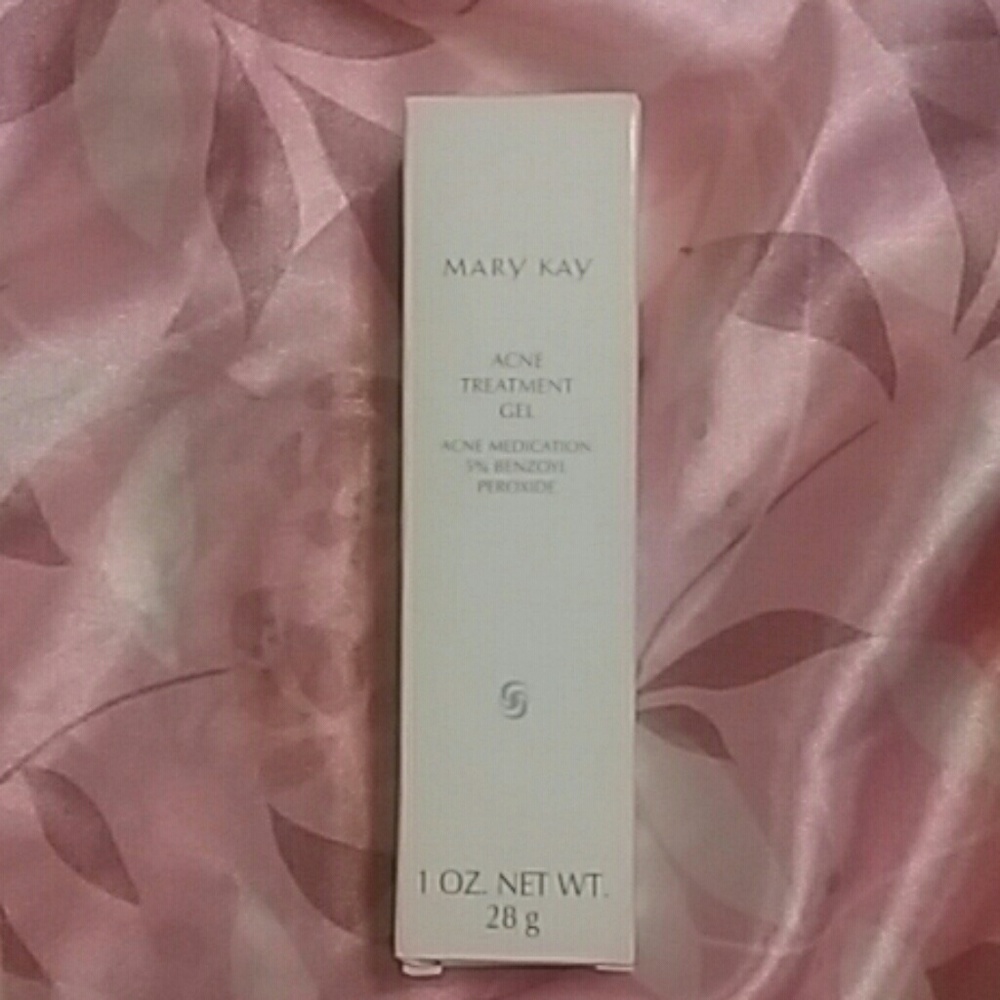 MARY KAY
ACNE
TREATMENT
GEL
ACNE MEDICATION
5% BENZOYL
PEROXIDE
1 OZ. NET WT.
28 g